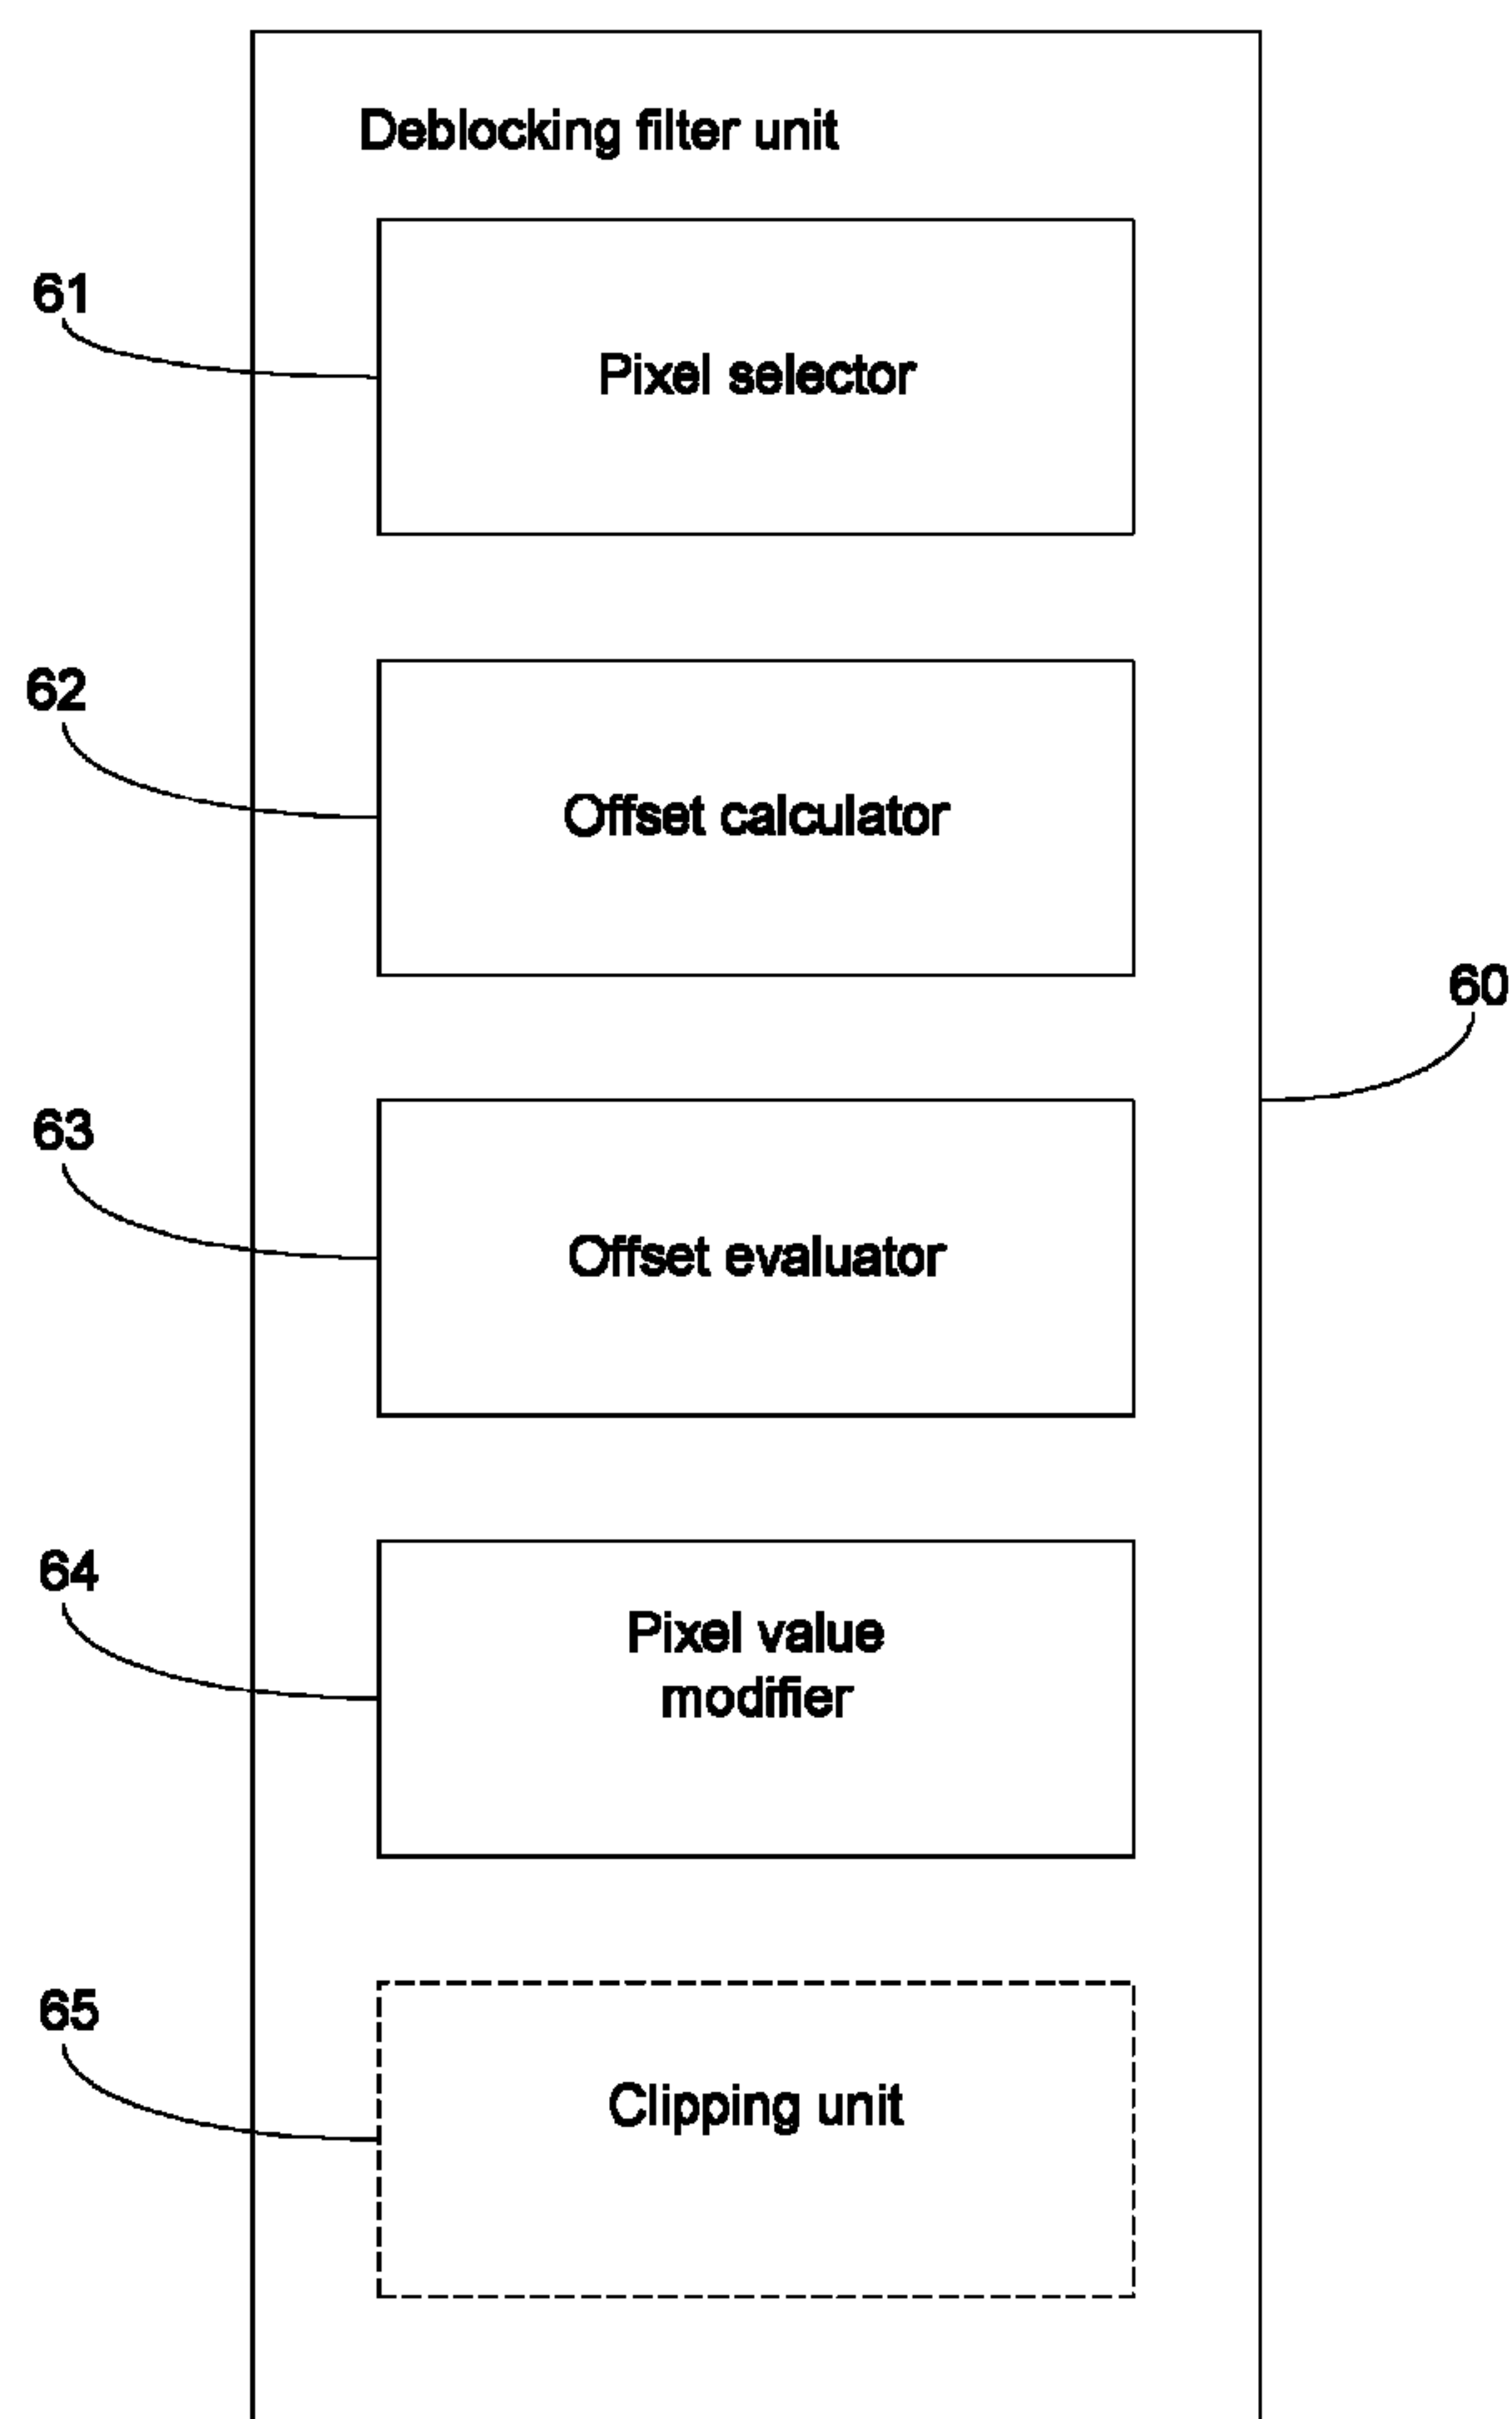 Deblocking filter unit
61
Pixel selector
62
Offset calculator
60
63
Offset evaluator
64
Pixel value
modifier
65
Clipping unit